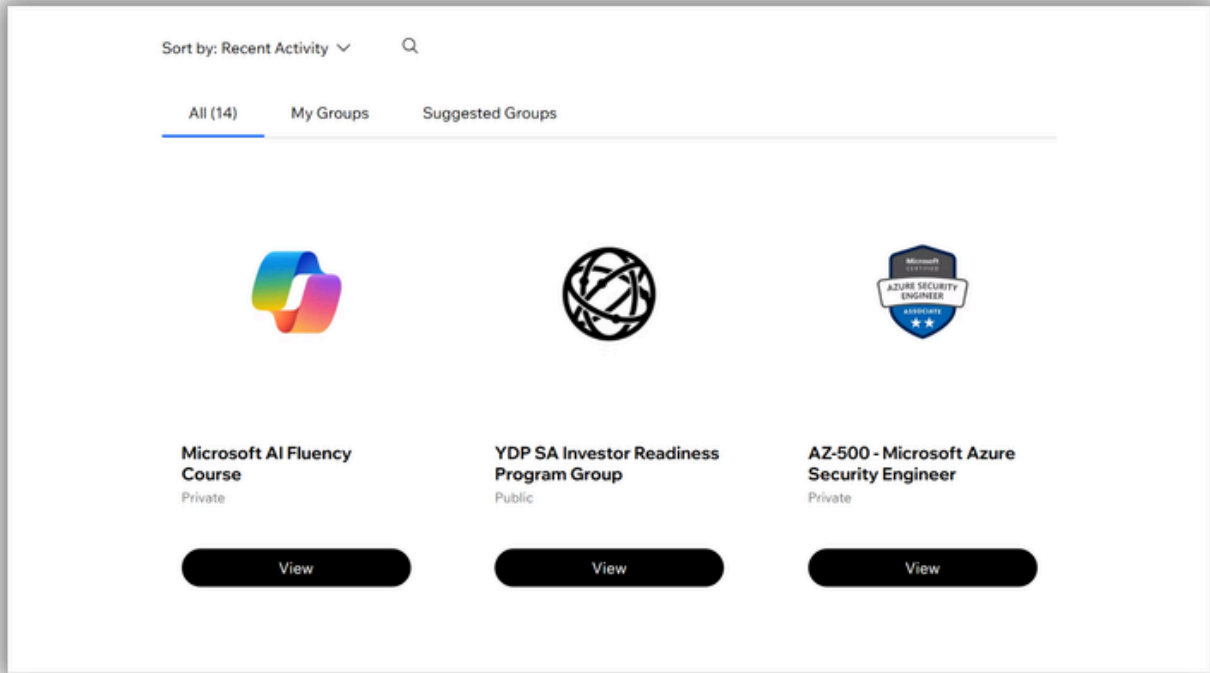 Sort by: Recent Activity
All (14)
My Groups
Suggested Groups
Microsoft
CERTIFIED
AZURE SECURITY
ENGINEER
ASSOCIATE
Microsoft AI Fluency
Course
Private
YDP SA Investor Readiness
Program Group
Public
AZ-500 - Microsoft Azure
Security Engineer
Private
View
View
View